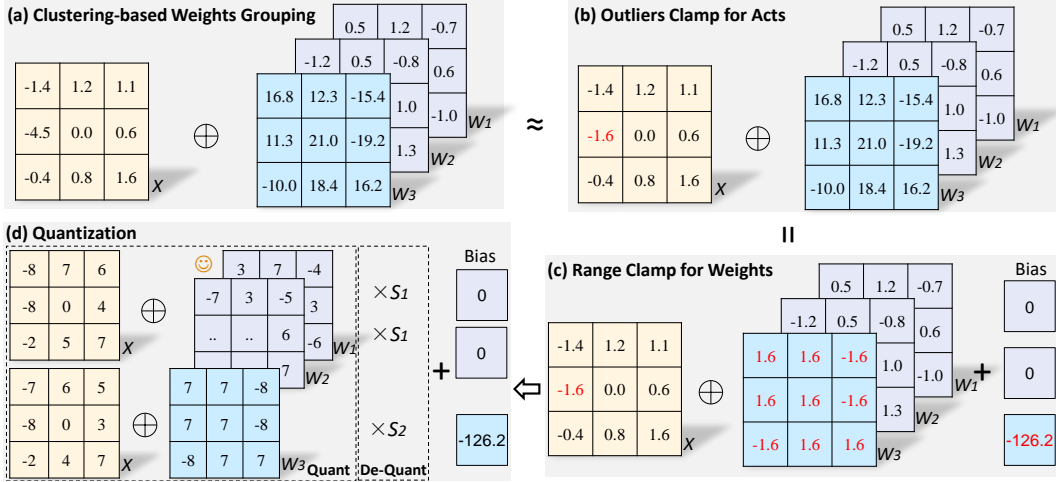 (a) Clustering-based Weights Grouping
0.5 1.2 -0.7
-1.2 0.5 -0.8 0.6
-1.4 1.2 1.1
16.8 12.3 -15.4 1.0 -1.0
-4.5 0.0 0.6
11.3 21.0 -19.2 1.3
-0.4 0.8 1.6
-10.0 18.4 16.2
X
W1
W2
W3
≈
(b) Outliers Clamp for Acts
0.5 1.2 -0.7
-1.2 0.5 -0.8 0.6
-1.4 1.2 1.1
16.8 12.3 -15.4 1.0 -1.0
-1.6 0.0 0.6
11.3 21.0 -19.2 1.3
-0.4 0.8 1.6
-10.0 18.4 16.2
X
W1
W2
W3
=
(c) Range Clamp for Weights
Bias
0.5 1.2 -0.7
-1.2 0.5 -0.8 0.6
-1.4 1.2 1.1
1.6 1.6 -1.6 1.0 -1.0
-1.6 0.0 0.6
1.6 1.6 -1.6 1.3
-0.4 0.8 1.6
-1.6 1.6 1.6
X
W1
W2
W3
+
0
0
-126.2
(d) Quantization
Bias
-8 7 6
-8 0 4
-2 5 7
X
3 7 -4
-7 3 -5 3
.. .. 6 -6
7
W1
W2
×S1
×S1
+
0
0
-7 6 5
-8 0 3
-2 4 7
X
7 7 -8
7 7 -8
-8 7 7
W3
×S2
-126.2
Quant
De-Quant